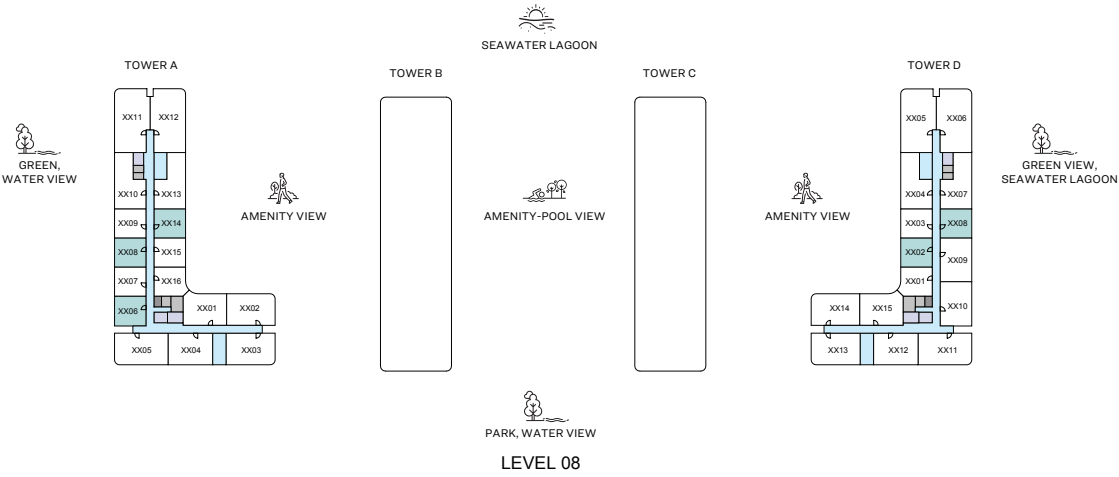 SEAWATER LAGOON
TOWER A
TOWER B
TOWER C
TOWER D
XX11
XX12
XX05
XX06
GREEN,
WATER VIEW
GREEN VIEW,
SEAWATER LAGOON
XX10
XX13
XX04
XX07
AMENITY VIEW
AMENITY-POOL VIEW
AMENITY VIEW
XX09
XX14
XX03
XX08
XX08
XX15
XX02
XX09
XX07
XX16
XX01
XX06
XX01
XX02
XX14
XX15
XX10
XX05
XX04
XX03
XX13
XX12
XX11
PARK, WATER VIEW
LEVEL 08